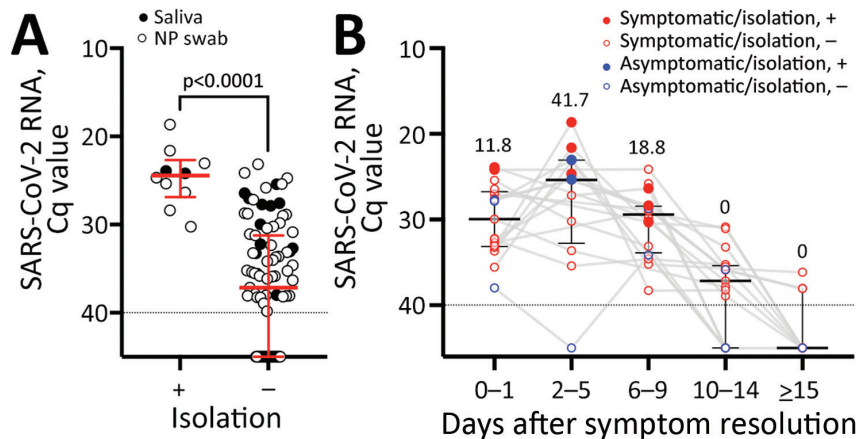 A
● Saliva
○ NP swab
SARS-CoV-2 RNA,
Cq value
10
20
30
40
p<0.0001
+
–
Isolation
B
● Symptomatic/isolation, +
○ Symptomatic/isolation, –
● Asymptomatic/isolation, +
○ Asymptomatic/isolation, –
SARS-CoV-2 RNA,
Cq value
10
20
30
40
11.8
41.7
18.8
0
0
0–1
2–5
6–9
10–14
≥15
Days after symptom resolution